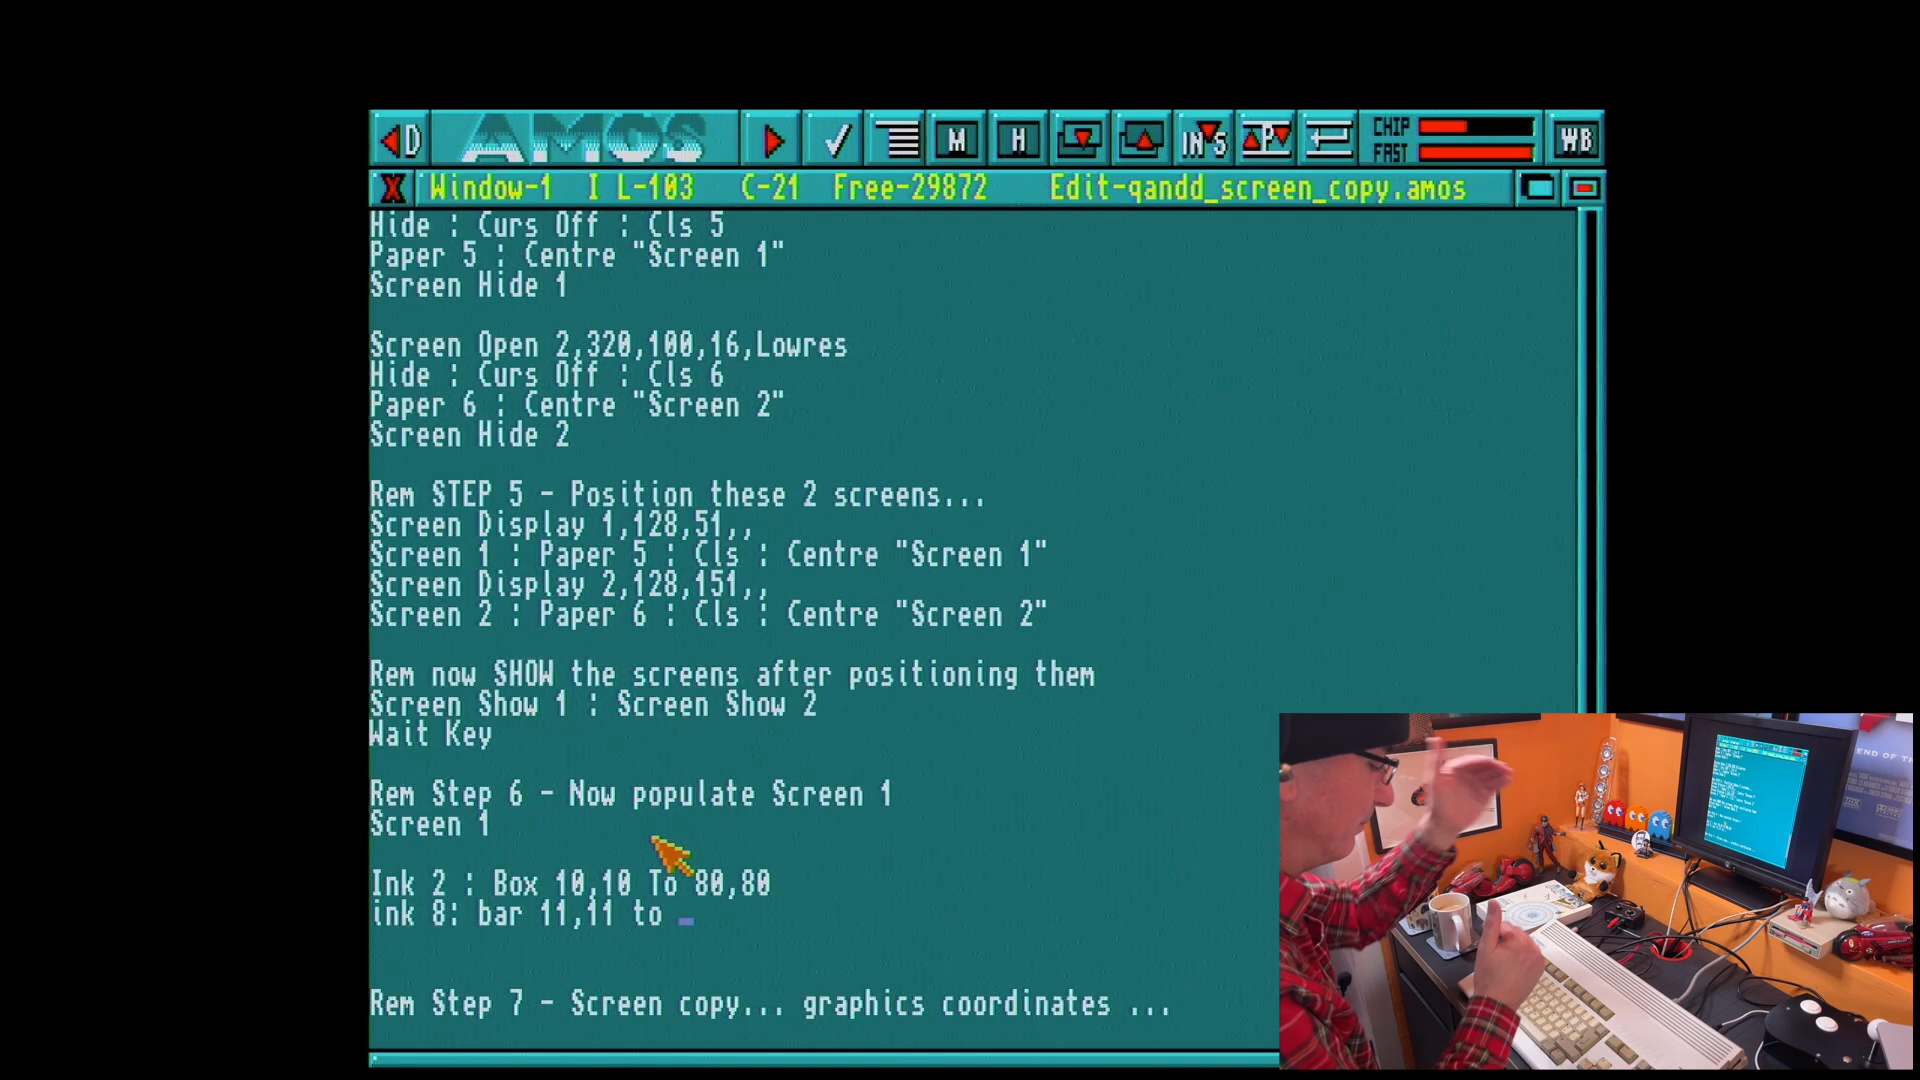 D AMOS M H INS P CHIP FAST WB
X Window-1 I L-103 C-21 Free-29872 Edit-qandd_screen_copy.amos
Hide : Curs Off : Cls 5
Paper 5 : Centre "Screen 1"
Screen Hide 1
Screen Open 2,320,100,16,Lowres
Hide : Curs Off : Cls 6
Paper 6 : Centre "Screen 2"
Screen Hide 2
Rem STEP 5 - Position these 2 screens...
Screen Display 1,128,51,,
Screen 1 : Paper 5 : Cls : Centre "Screen 1"
Screen Display 2,128,151,,
Screen 2 : Paper 6 : Cls : Centre "Screen 2"
Rem now SHOW the screens after positioning them
Screen Show 1 : Screen Show 2
Wait Key
Rem Step 6 - Now populate Screen 1
Screen 1
Ink 2 : Box 10,10 To 80,80
ink 8: bar 11,11 to
Rem Step 7 - Screen copy... graphics coordinates ...
END OF